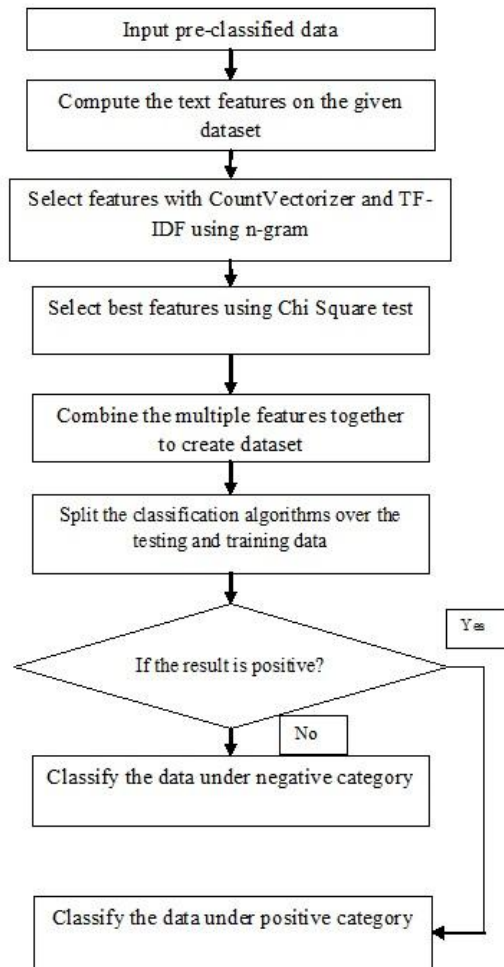 Input pre-classified data
Compute the text features on the given
dataset
Select features with CountVectorizer and TF-
IDF using n-gram
Select best features using Chi Square test
Combine the multiple features together
to create dataset
Split the classification algorithms over the
testing and training data
Yes
If the result is positive?
No
Classify the data under negative category
Classify the data under positive category